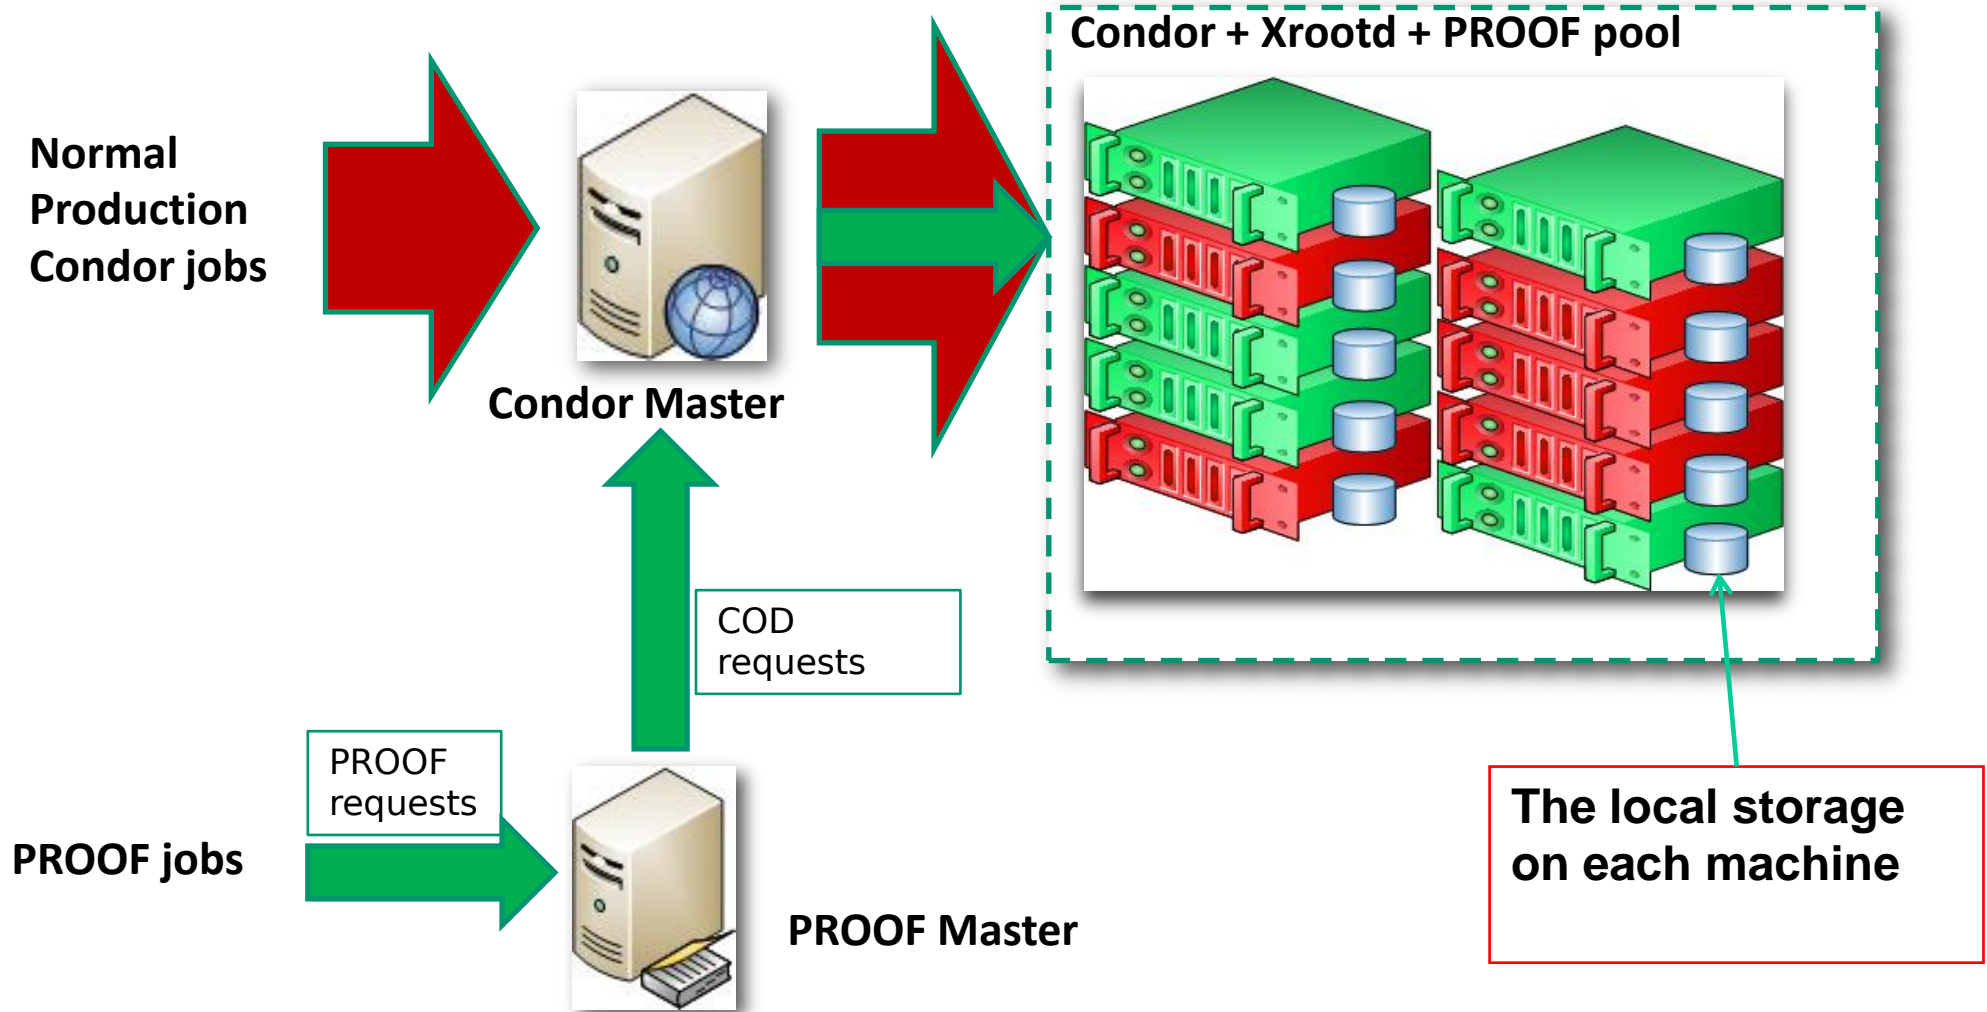 Condor + Xrootd + PROOF pool
Normal
Production
Condor jobs
Condor Master
COD
requests
PROOF
requests
PROOF jobs
PROOF Master
The local storage
on each machine